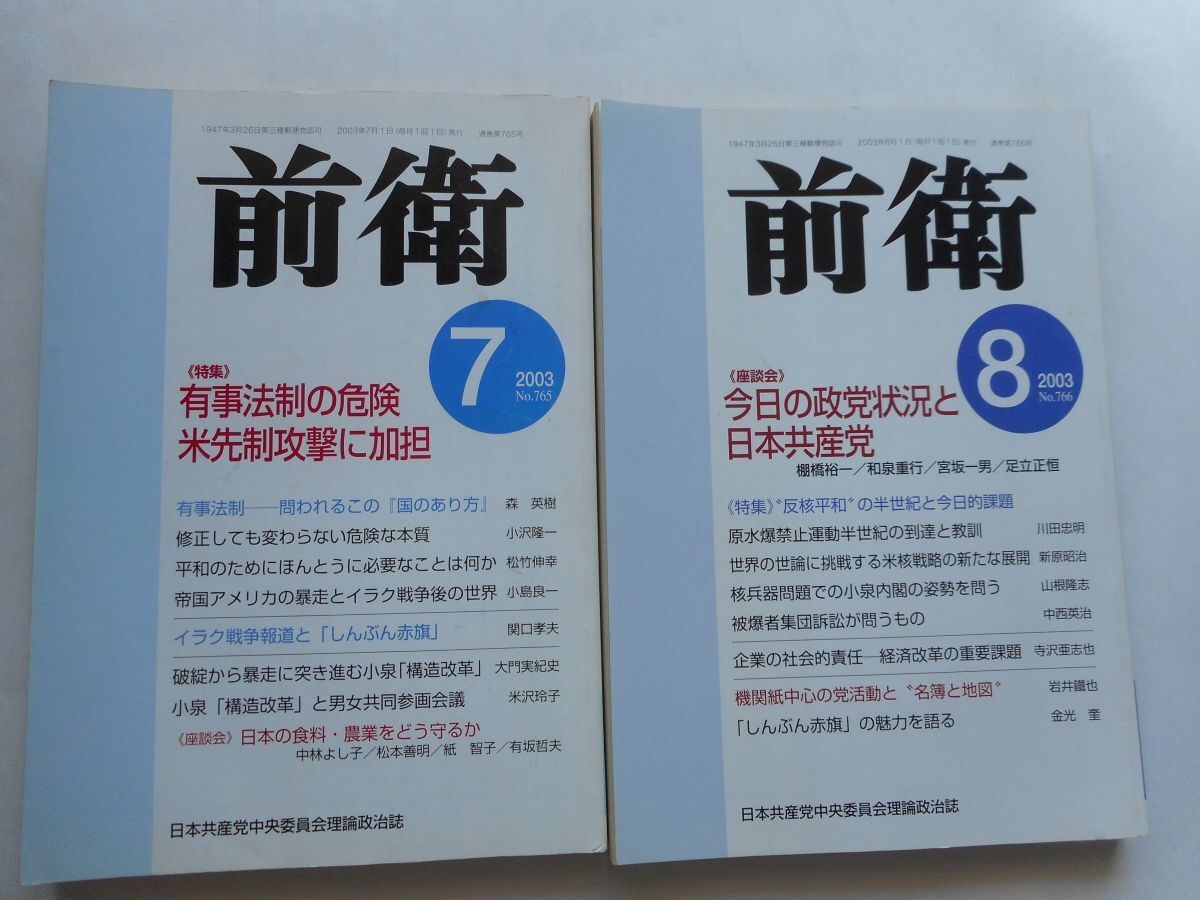 1947年3月26日第三種郵便物認可 2003年7月1日(毎月1回1日)発行 通巻第765号
前衛
7
2003
No.765
《特集》
有事法制の危険
米先制攻撃に加担
有事法制――問われるこの『国のあり方』 森 英樹
修正しても変わらない危険な本質 小沢隆一
平和のためにほんとうに必要なことは何か 松竹伸幸
帝国アメリカの暴走とイラク戦争後の世界 小島良一
イラク戦争報道と「しんぶん赤旗」 関口孝夫
破綻から暴走に突き進む小泉「構造改革」 大門実紀史
小泉「構造改革」と男女共同参画会議 米沢玲子
《座談会》日本の食料・農業をどう守るか
中林よし子／松本善明／紙 智子／有坂哲夫
日本共産党中央委員会理論政治誌
1947年3月26日第三種郵便物認可 2003年8月1日(毎月1回1日)発行 通巻第766号
前衛
8
2003
No.766
《座談会》
今日の政党状況と
日本共産党
棚橋裕一／和泉重行／宮坂一男／足立正恒
《特集》〝反核平和〟の半世紀と今日的課題
原水爆禁止運動半世紀の到達と教訓 川田忠明
世界の世論に挑戦する米核戦略の新たな展開 新原昭治
核兵器問題での小泉内閣の姿勢を問う 山根隆志
被爆者集団訴訟が問うもの 中西英治
企業の社会的責任―経済改革の重要課題 寺沢亜志也
機関紙中心の党活動と〝名簿と地図〟 岩井鐵也
「しんぶん赤旗」の魅力を語る 金光 奎
日本共産党中央委員会理論政治誌